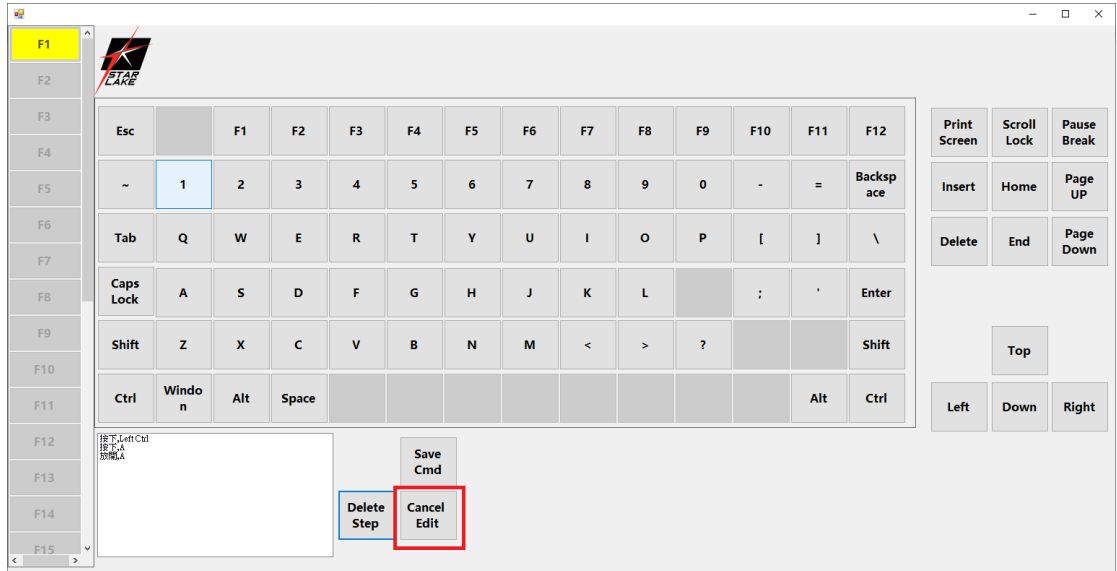 F1
F2
F3
F4
F5
F6
F7
F8
F9
F10
F11
F12
F13
F14
F15
STAR
LAKE
Esc F1 F2 F3 F4 F5 F6 F7 F8 F9 F10 F11 F12
~ 1 2 3 4 5 6 7 8 9 0 - = Backsp
ace
Tab Q W E R T Y U I O P [ ] \
Caps
Lock A S D F G H J K L ; ' Enter
Shift Z X C V B N M < > ? Shift
Ctrl Windo
n Alt Space Alt Ctrl
Print
Screen Scroll
Lock Pause
Break
Insert Home Page
UP
Delete End Page
Down
Top
Left Down Right
按下,Left Ctrl
按下,A
放開,A
Save
Cmd
Delete
Step
Cancel
Edit